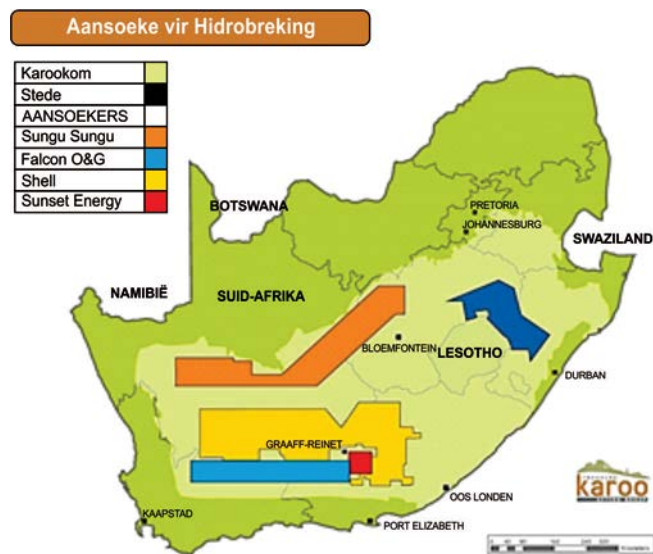 Aansoeke vir Hidrobreking
Karookom
Stede
AANSOEKERS
Sungu Sungu
Falcon O&G
Shell
Sunset Energy
BOTSWANA
PRETORIA
JOHANNESBURG
SWAZILAND
NAMIBIË
SUID-AFRIKA
BLOEMFONTEIN
LESOTHO
DURBAN
GRAAFF-REINET
OOS LONDEN
KAAPSTAD
PORT ELIZABETH
karoo